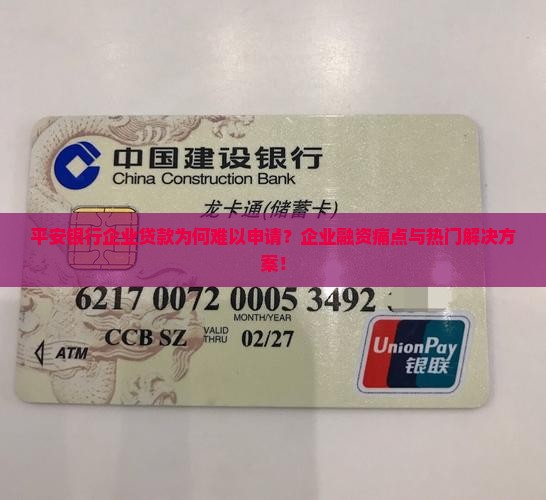 中国建设银行
China Construction Bank
龙卡通(储蓄卡)
平安银行企业贷款为何难以申请？企业融资痛点与热门解决方
案！
6217 0072 0005 3492
MONTH/YEAR
CCB SZ VALID THRU 02/27
ATM
UnionPay
银联